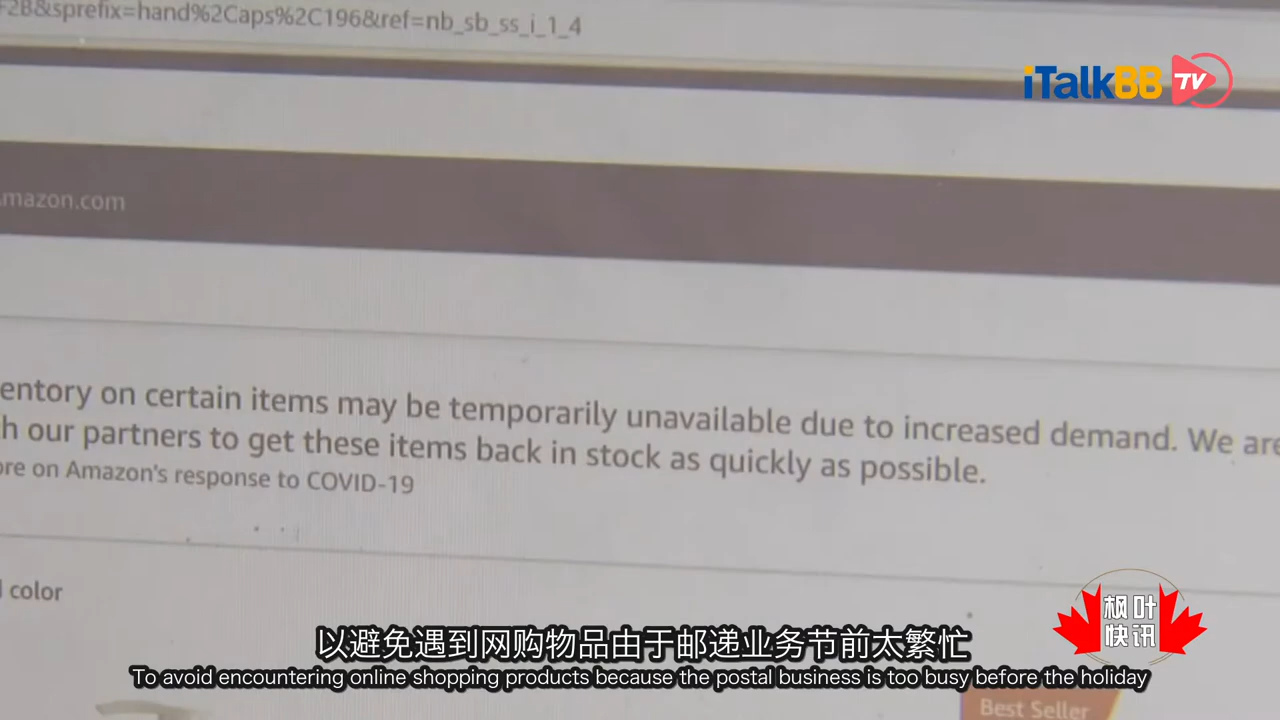 F2B&sprefix=hand%2Caps%2C196&ref=nb_sb_ss_i_1_4
iTalkBB TV
mazon.com
entory on certain items may be temporarily unavailable due to increased demand. We are
h our partners to get these items back in stock as quickly as possible.
ore on Amazon's response to COVID-19
color
枫叶
快讯
以避免遇到网购物品由于邮递业务节前太繁忙
To avoid encountering online shopping products because the postal business is too busy before the holiday
Best Seller